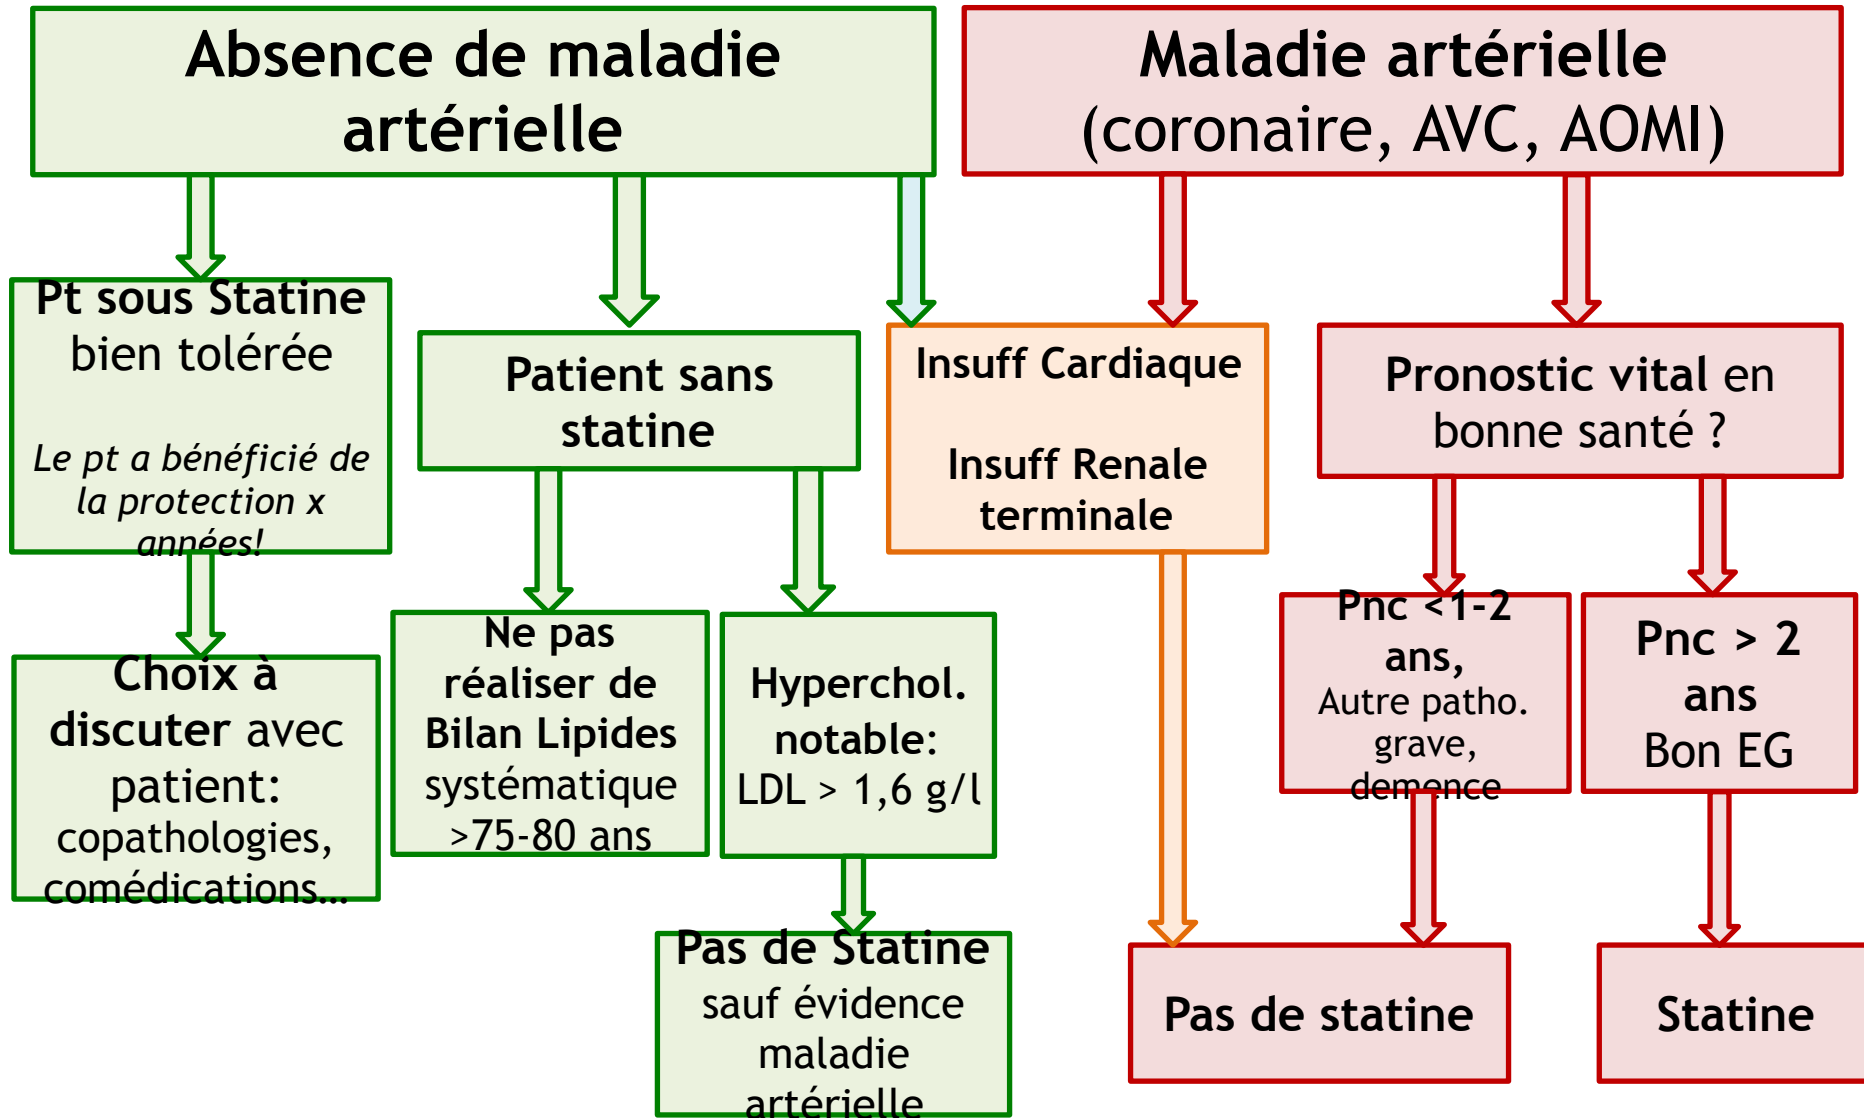 Absence de maladie
artérielle
Maladie artérielle
(coronaire, AVC, AOMI)
Pt sous Statine
bien tolérée
Le pt a bénéficié de
la protection x
années!
Patient sans
statine
Insuff Cardiaque
Insuff Renale
terminale
Pronostic vital en
bonne santé ?
Choix à
discuter avec
patient:
copathologies,
comédications…
Ne pas
réaliser de
Bilan Lipides
systématique
>75-80 ans
Hyperchol.
notable:
LDL > 1,6 g/l
Pnc <1-2
ans,
Autre patho.
grave,
demence
Pnc > 2
ans
Bon EG
Pas de Statine
sauf évidence
maladie
artérielle
Pas de statine
Statine